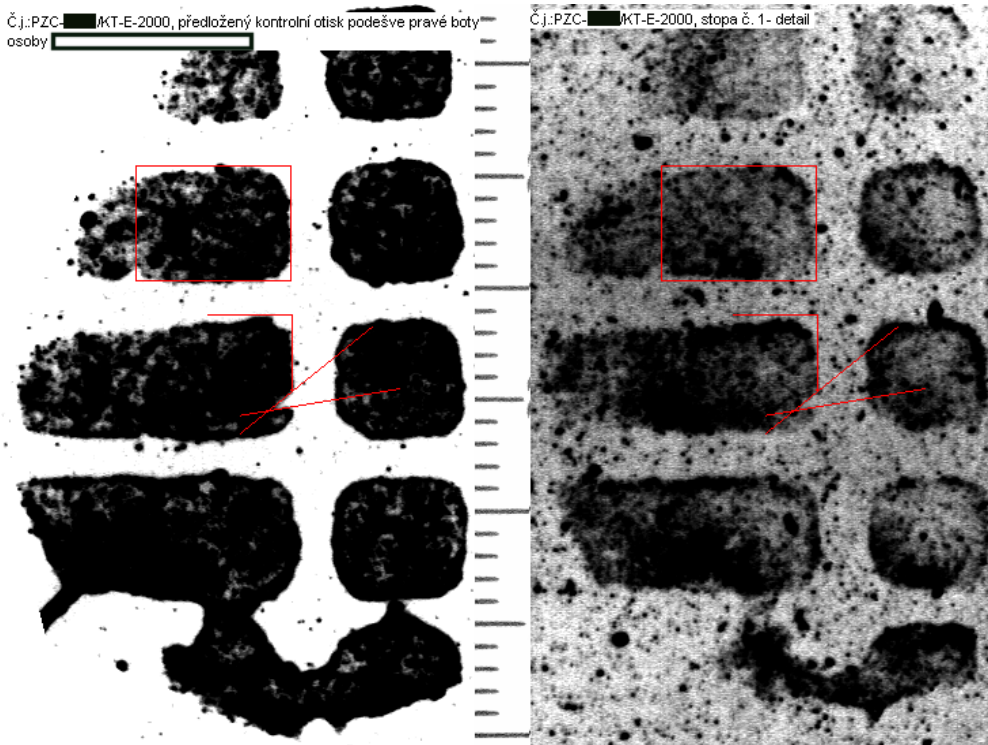 Č.j.:PZC- /KT-E-2000, předložený kontrolní otisk podešve pravé boty
osoby
Č.j.:PZC- /KT-E-2000, stopa č. 1- detail